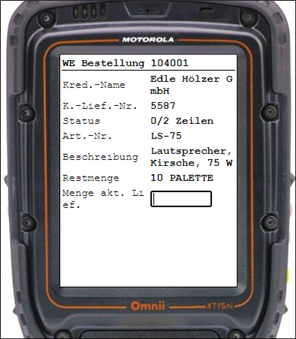 MOTOROLA
WE Bestellung 104001
Kred.-Name Edle Hölzer G
mbH
K.-Lief.-Nr. 5587
Status 0/2 Zeilen
Art.-Nr. LS-75
Beschreibung Lautsprecher,
Kirsche, 75 W
Restmenge 10 PALETTE
Menge akt. Li
ef.
Omnii XT15ni